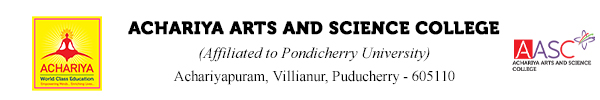 ACHARIYA
World Class Education
ACHARIYA ARTS AND SCIENCE COLLEGE
(Affiliated to Pondicherry University)
Achariyapuram, Villianur, Puducherry - 605110
AASC
ACHARIYA ARTS AND SCIENCE
COLLEGE